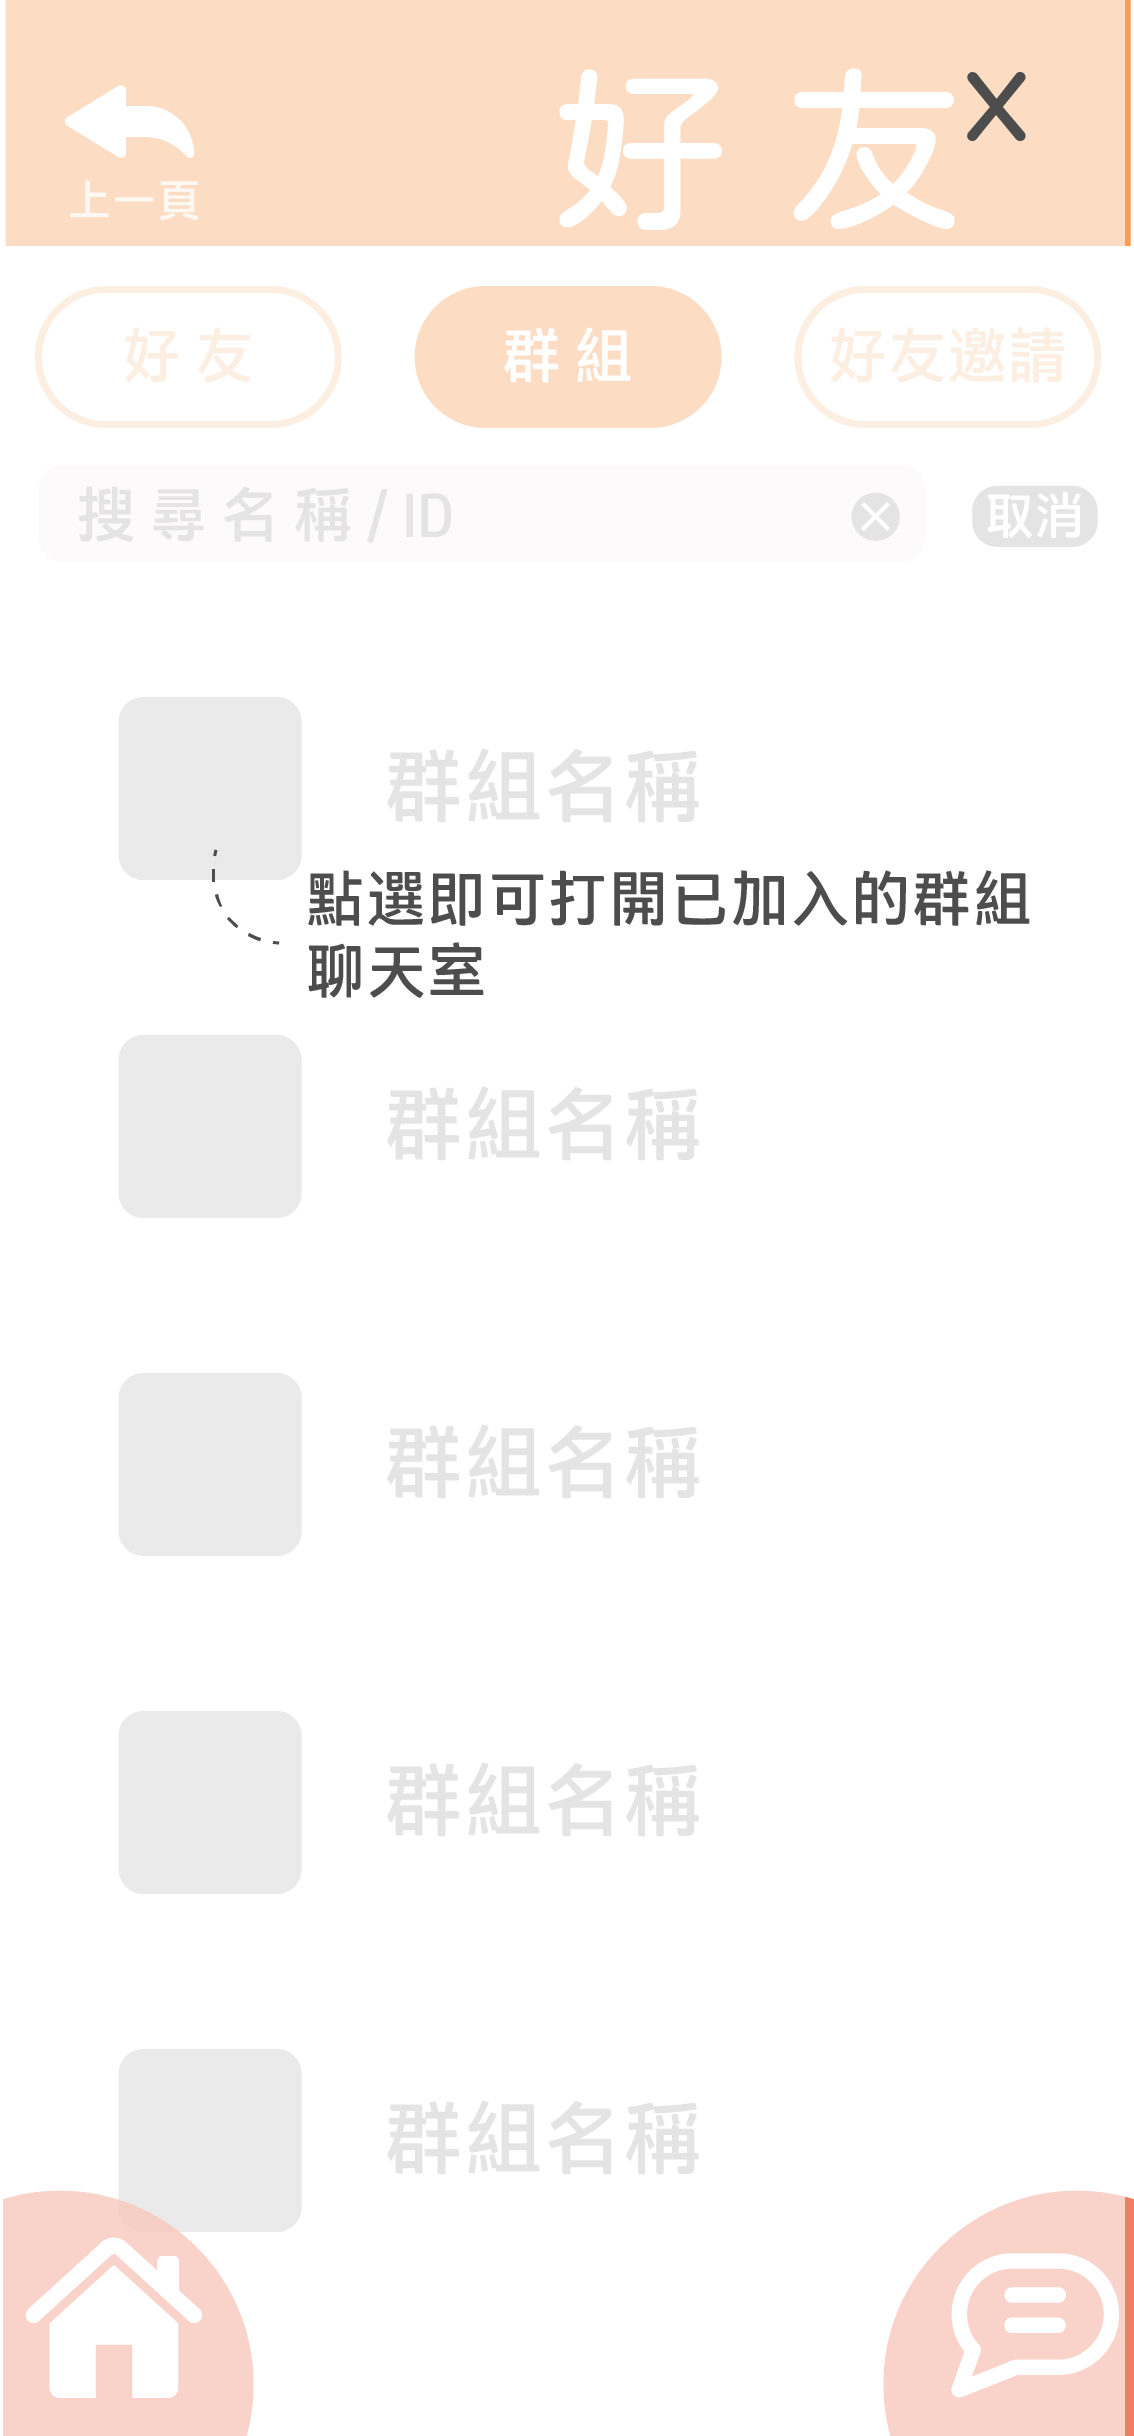 好 友
上一頁
好 友
群 組
好友邀請
搜 尋 名 稱 / ID
取消
群組名稱
點選即可打開已加入的群組
聊天室
群組名稱
群組名稱
群組名稱
群組名稱